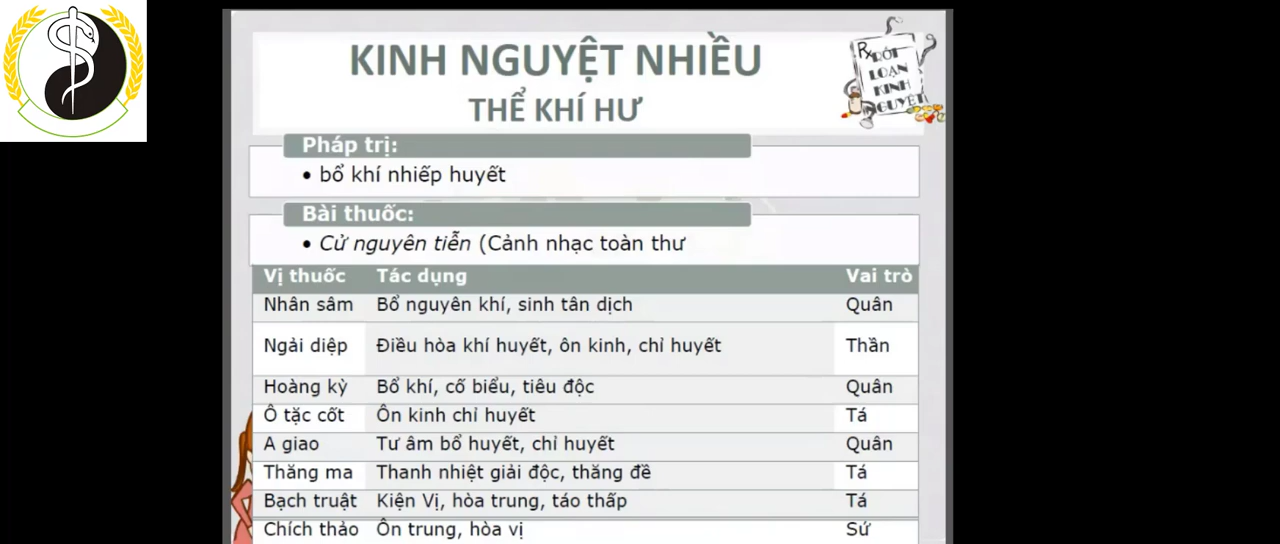 KINH NGUYỆT NHIỀU
THỂ KHÍ HƯ
Rx RỐI
LOẠN
KINH
NGUYỆT
Pháp trị:
• bổ khí nhiếp huyết
Bài thuốc:
• Cử nguyên tiễn (Cảnh nhạc toàn thư
Vị thuốc Tác dụng Vai trò
Nhân sâm Bổ nguyên khí, sinh tân dịch Quân
Ngải diệp Điều hòa khí huyết, ôn kinh, chỉ huyết Thần
Hoàng kỳ Bổ khí, cố biểu, tiêu độc Quân
Ô tặc cốt Ôn kinh chỉ huyết Tá
A giao Tư âm bổ huyết, chỉ huyết Quân
Thăng ma Thanh nhiệt giải độc, thăng đề Tá
Bạch truật Kiện Vị, hòa trung, táo thấp Tá
Chích thảo Ôn trung, hòa vị Sứ